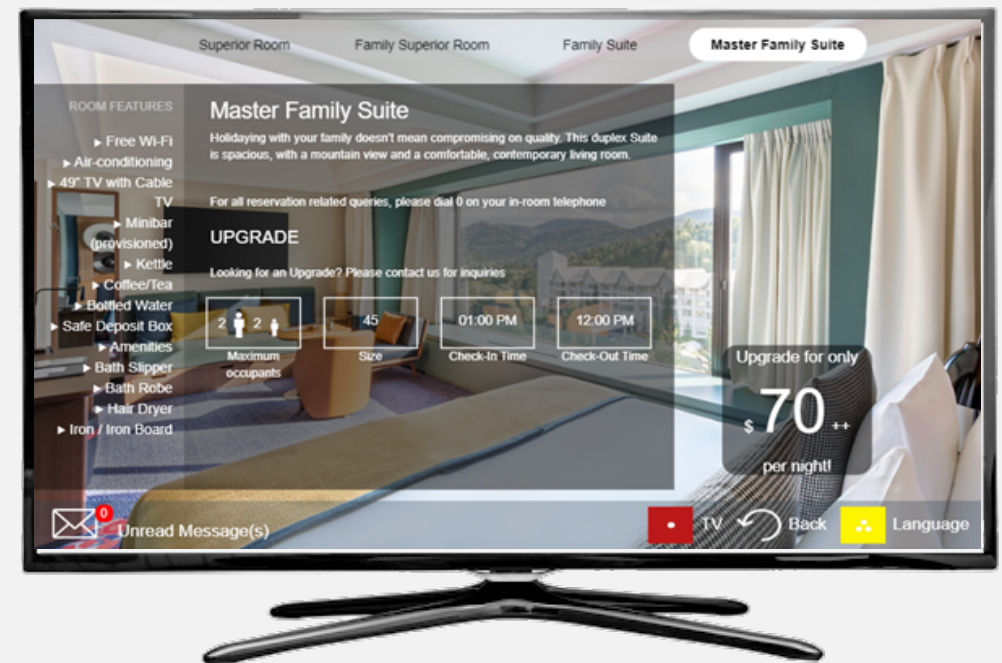 Superior Room
Family Superior Room
Family Suite
Master Family Suite
ROOM FEATURES
▸ Free Wi-Fi
▸ Air-conditioning
▸ 49" TV with Cable
TV
▸ Minibar
(provisioned)
▸ Kettle
▸ Coffee/Tea
▸ Bottled Water
▸ Safe Deposit Box
▸ Amenities
▸ Bath Slipper
▸ Bath Robe
▸ Hair Dryer
▸ Iron / Iron Board
Master Family Suite
Holidaying with your family doesn't mean compromising on quality. This duplex Suite
is spacious, with a mountain view and a comfortable, contemporary living room.
For all reservation related queries, please dial 0 on your in-room telephone
UPGRADE
Looking for an Upgrade? Please contact us for inquiries
2 2
Maximum
occupants
45
Size
01:00 PM
Check-In Time
12:00 PM
Check-Out Time
Upgrade for only
$ 70 ++
per night!
0
Unread Message(s)
TV
Back
Language